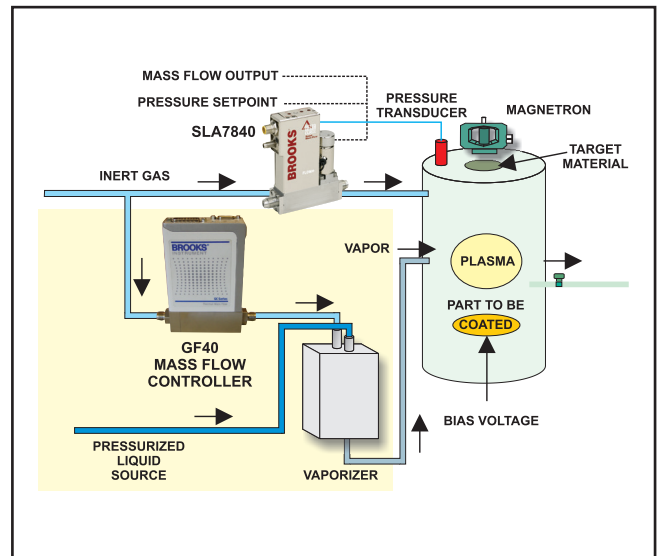 MASS FLOW OUTPUT
PRESSURE SETPOINT
SLA7840
BROOKS
PRESSURE
TRANSDUCER
MAGNETRON
TARGET
MATERIAL
INERT GAS
BROOKS
INSTRUMENT
VAPOR
PLASMA
PART TO BE
COATED
GF40
MASS FLOW
CONTROLLER
BIAS VOLTAGE
PRESSURIZED
LIQUID
SOURCE
VAPORIZER